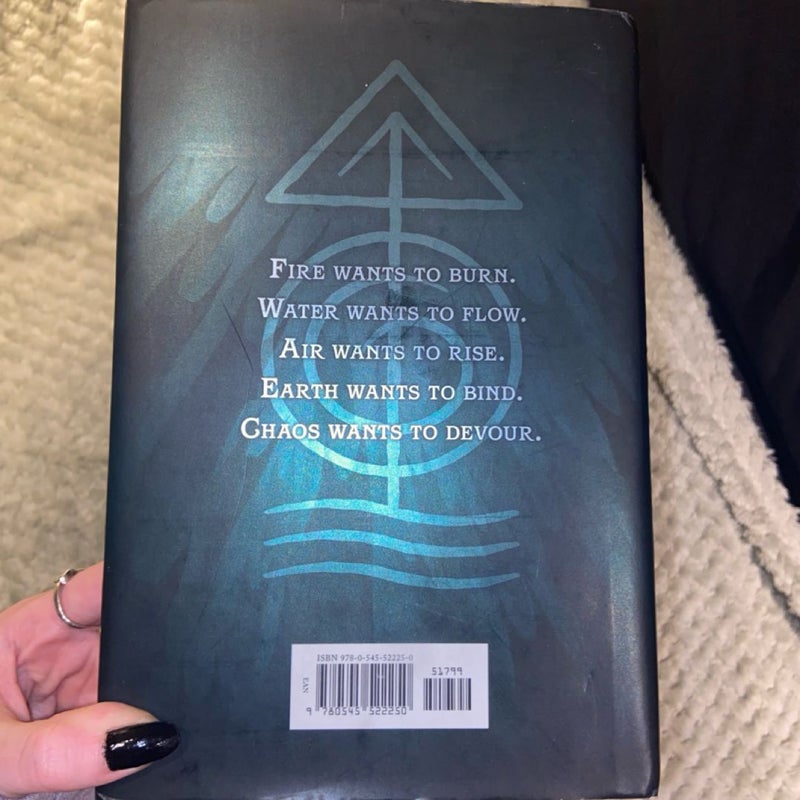 FIRE WANTS TO BURN.
WATER WANTS TO FLOW.
AIR WANTS TO RISE.
EARTH WANTS TO BIND.
CHAOS WANTS TO DEVOUR.
ISBN 978-0-545-52225-0
51799
EAN
9 780545 522250